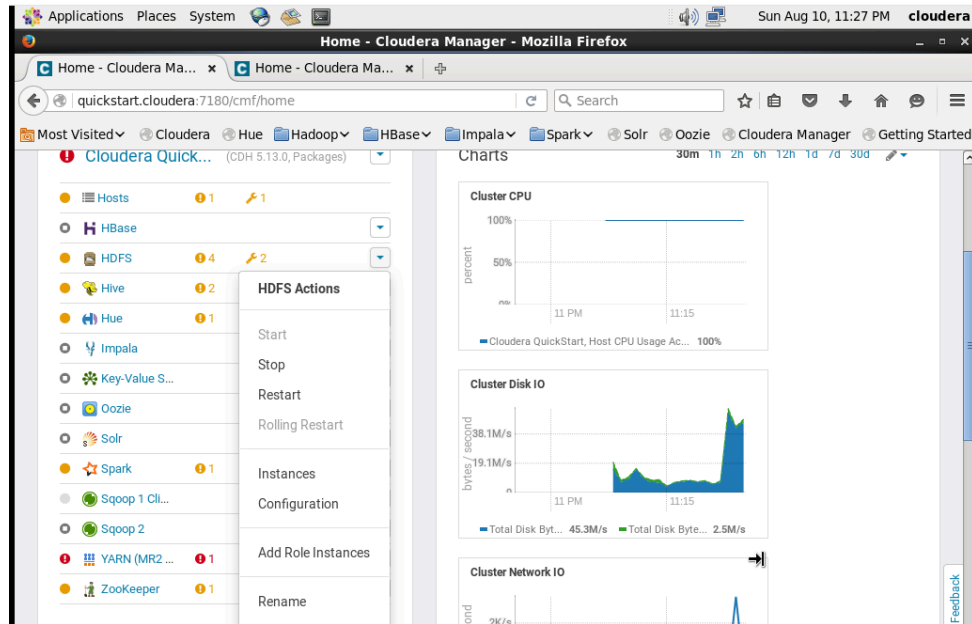 Applications Places System Sun Aug 10, 11:27 PM cloudera
Home - Cloudera Manager - Mozilla Firefox
Home - Cloudera Ma... × Home - Cloudera Ma... ×
quickstart.cloudera:7180/cmf/home Search
Most Visited Cloudera Hue Hadoop HBase Impala Spark Solr Oozie Cloudera Manager Getting Started
Cloudera Quick... (CDH 5.13.0, Packages)
Charts 30m 1h 2h 6h 12h 1d 7d 30d
Hosts 1 1
HBase
HDFS 4 2
Hive 2
Hue 1
Impala
Key-Value S...
Oozie
Solr
Spark 1
Sqoop 1 Cli...
Sqoop 2
YARN (MR2 ... 1
ZooKeeper 1
HDFS Actions
Start
Stop
Restart
Rolling Restart
Instances
Configuration
Add Role Instances
Rename
Cluster CPU
percent
100%
50%
0%
11 PM 11:15
Cloudera QuickStart, Host CPU Usage Ac... 100%
Cluster Disk IO
bytes / second
38.1M/s
19.1M/s
0
11 PM 11:15
Total Disk Byt... 45.3M/s Total Disk Byte... 2.5M/s
Cluster Network IO
2K/s
Feedback